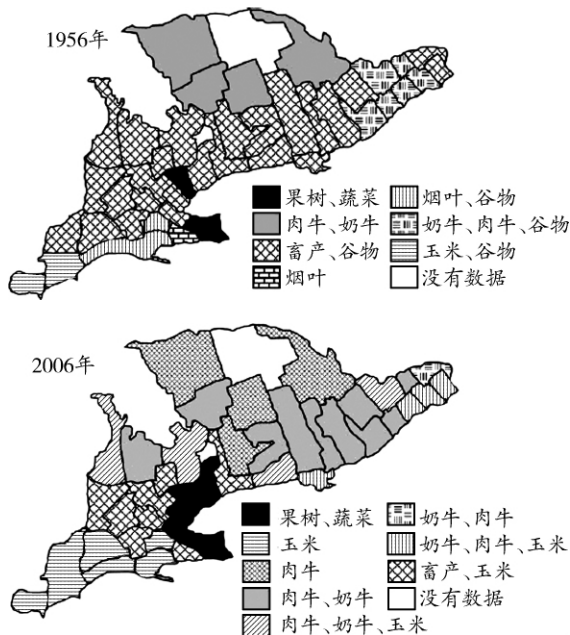 1956年
果树、蔬菜
烟叶、谷物
肉牛、奶牛
奶牛、肉牛、谷物
畜产、谷物
玉米、谷物
烟叶
没有数据
2006年
果树、蔬菜
奶牛、肉牛
玉米
奶牛、肉牛、玉米
肉牛
畜产、玉米
肉牛、奶牛
没有数据
肉牛、奶牛、玉米